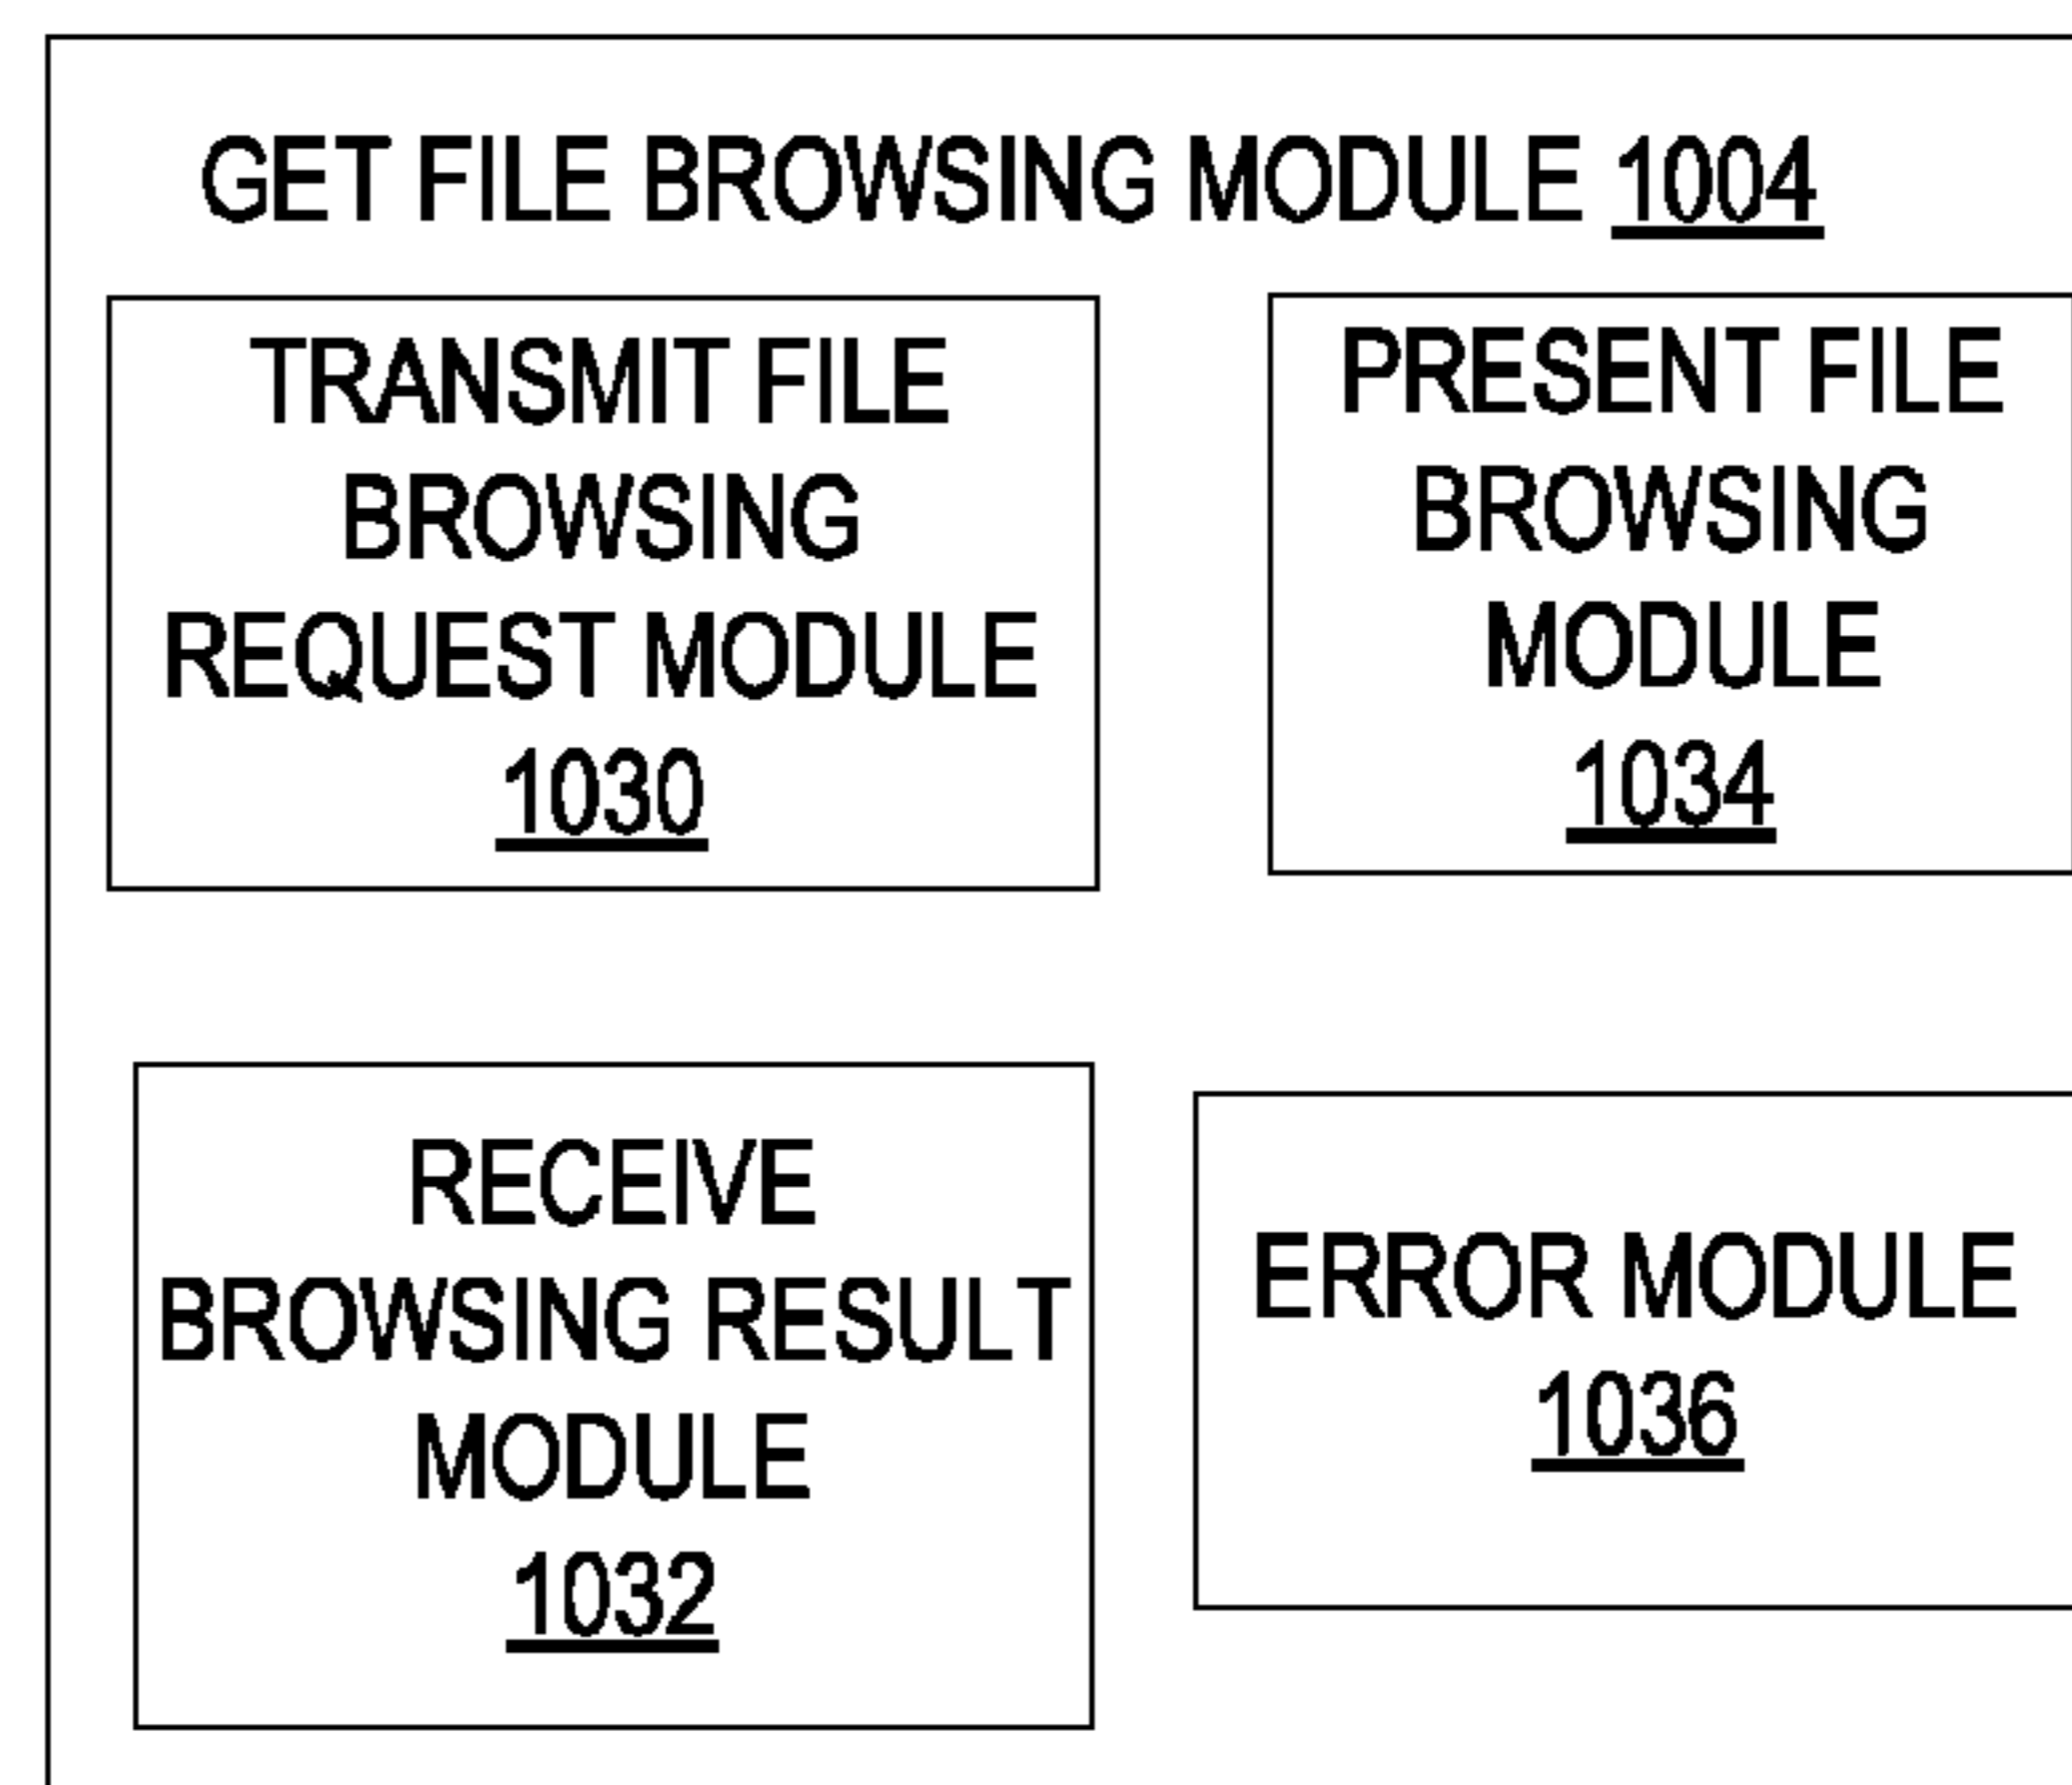 GET FILE BROWSING MODULE 1004
TRANSMIT FILE
BROWSING
REQUEST MODULE
1030
PRESENT FILE
BROWSING
MODULE
1034
RECEIVE
BROWSING RESULT
MODULE
1032
ERROR MODULE
1036